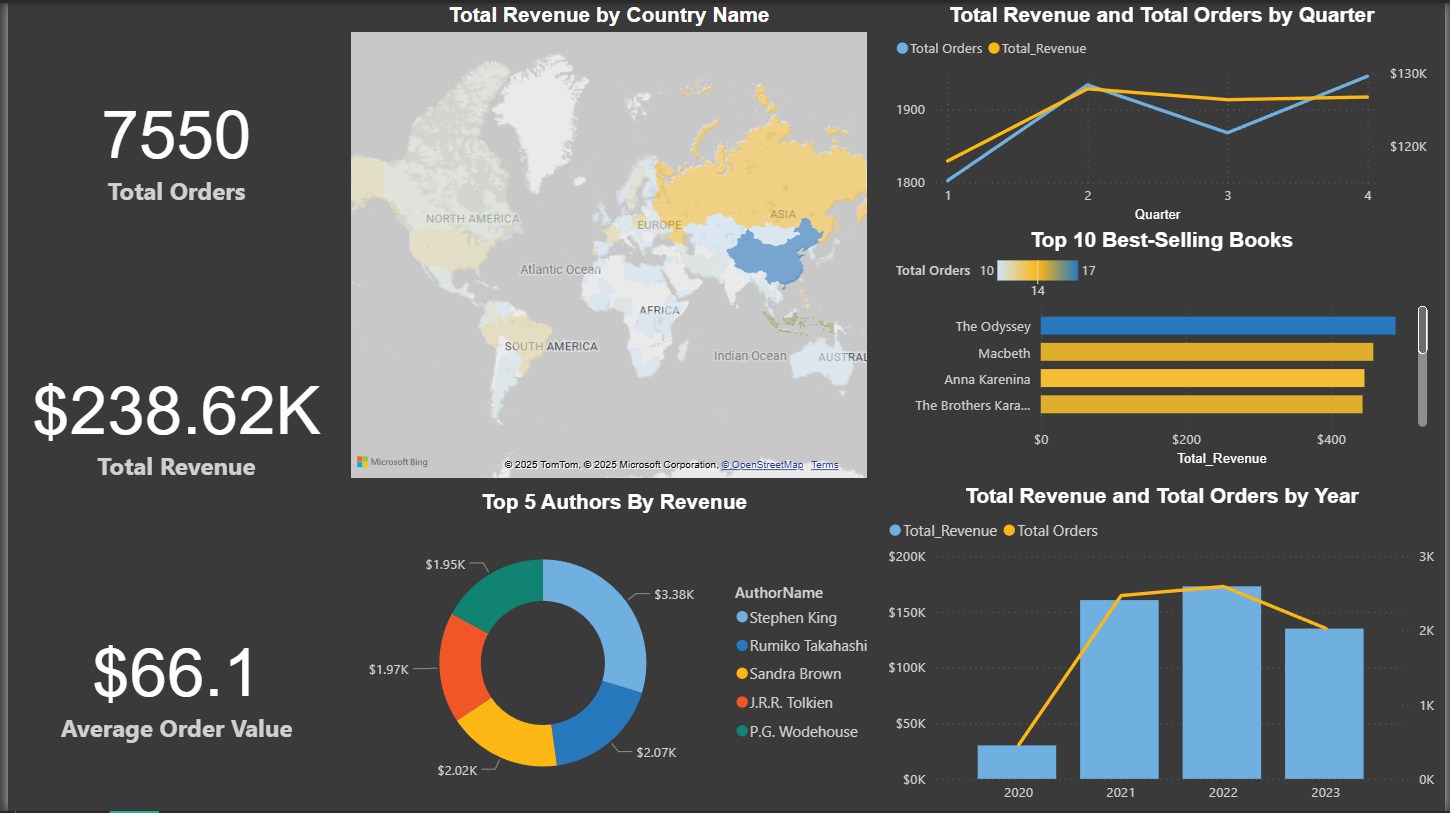 7550
Total Orders
$238.62K
Total Revenue
$66.1
Average Order Value
Total Revenue by Country Name
NORTH AMERICA
EUROPE
ASIA
Atlantic Ocean
AFRICA
SOUTH AMERICA
Indian Ocean
AUSTRAL
Microsoft Bing
© 2025 TomTom, © 2025 Microsoft Corporation, © OpenStreetMap Terms
Top 5 Authors By Revenue
$1.95K
$3.38K
$1.97K
$2.07K
$2.02K
AuthorName
Stephen King
Rumiko Takahashi
Sandra Brown
J.R.R. Tolkien
P.G. Wodehouse
Total Revenue and Total Orders by Quarter
Total Orders Total_Revenue
$130K
1900
$120K
1800
1 2 3 4
Quarter
Top 10 Best-Selling Books
Total Orders 10 17
14
The Odyssey
Macbeth
Anna Karenina
The Brothers Kara...
$0 $200 $400
Total_Revenue
Total Revenue and Total Orders by Year
Total_Revenue Total Orders
$200K 3K
$150K
2K
$100K
1K
$50K
$0K 0K
2020 2021 2022 2023